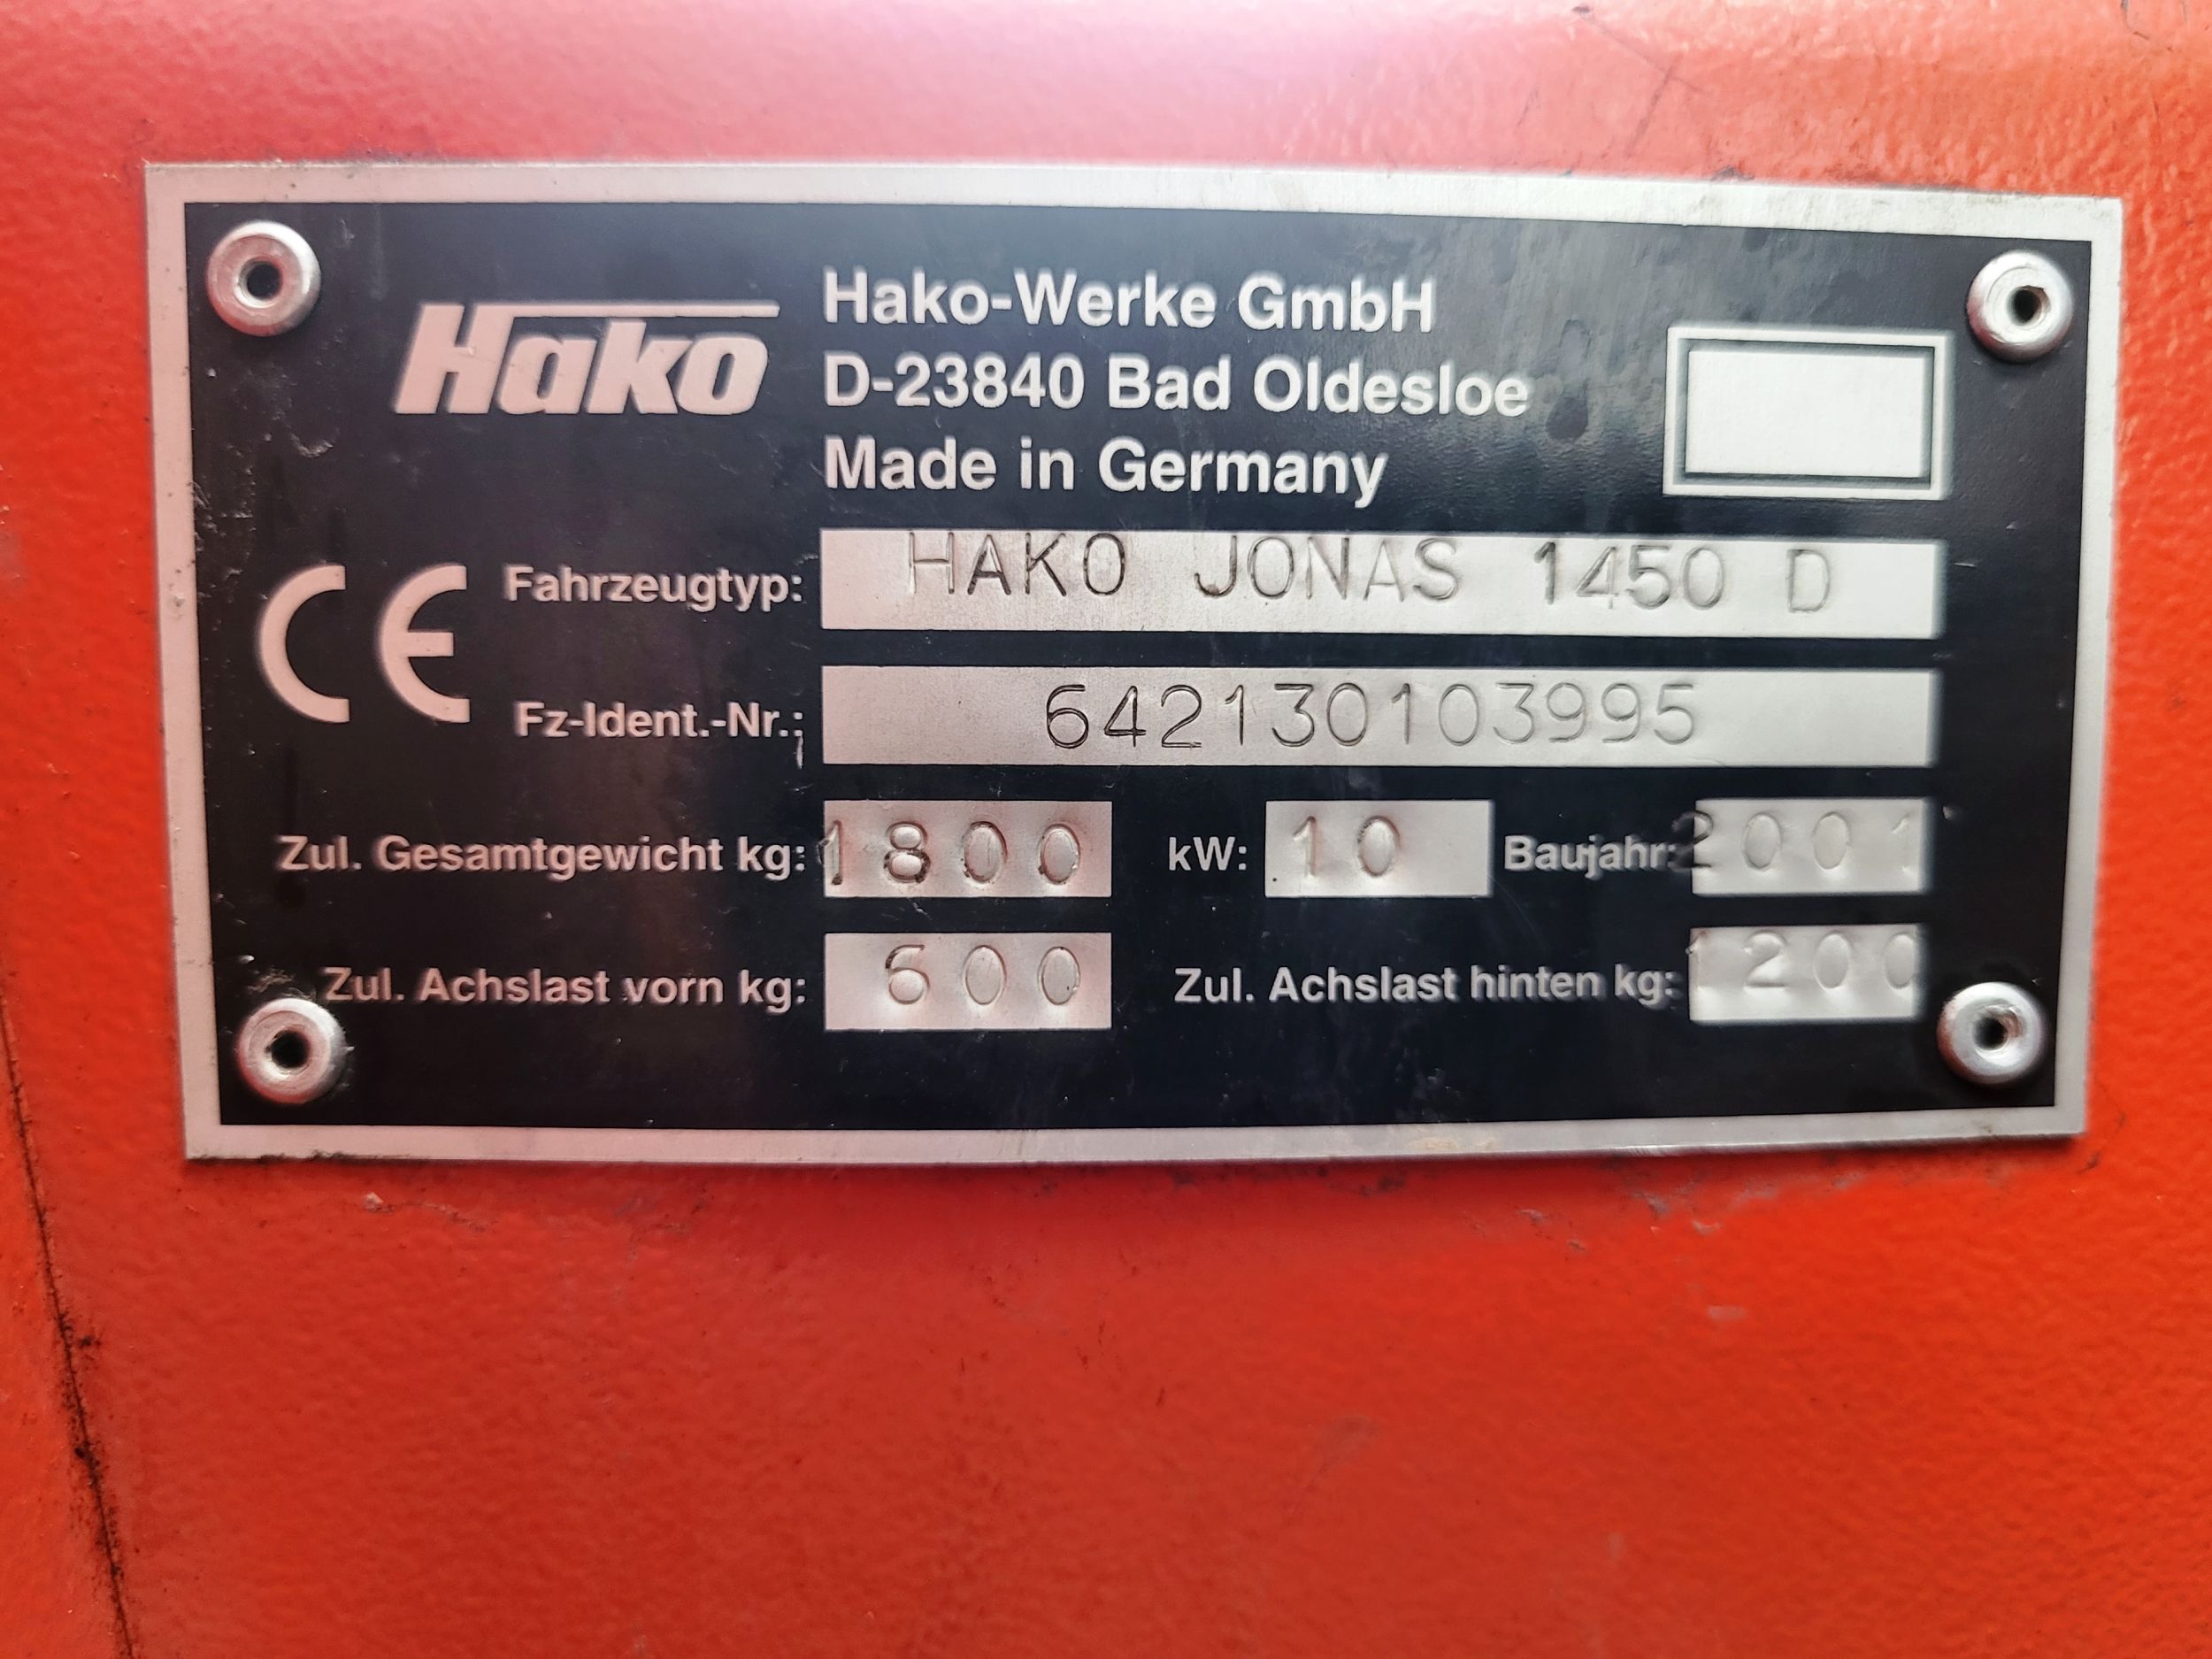 Hako
Hako-Werke GmbH
D-23840 Bad Oldesloe
Made in Germany
CE
Fahrzeugtyp: HAKO JONAS 1450 D
Fz-Ident.-Nr.: 642130103995
Zul. Gesamtgewicht kg: 1800 kW: 10 Baujahr: 2001
Zul. Achslast vorn kg: 600 Zul. Achslast hinten kg: 1200